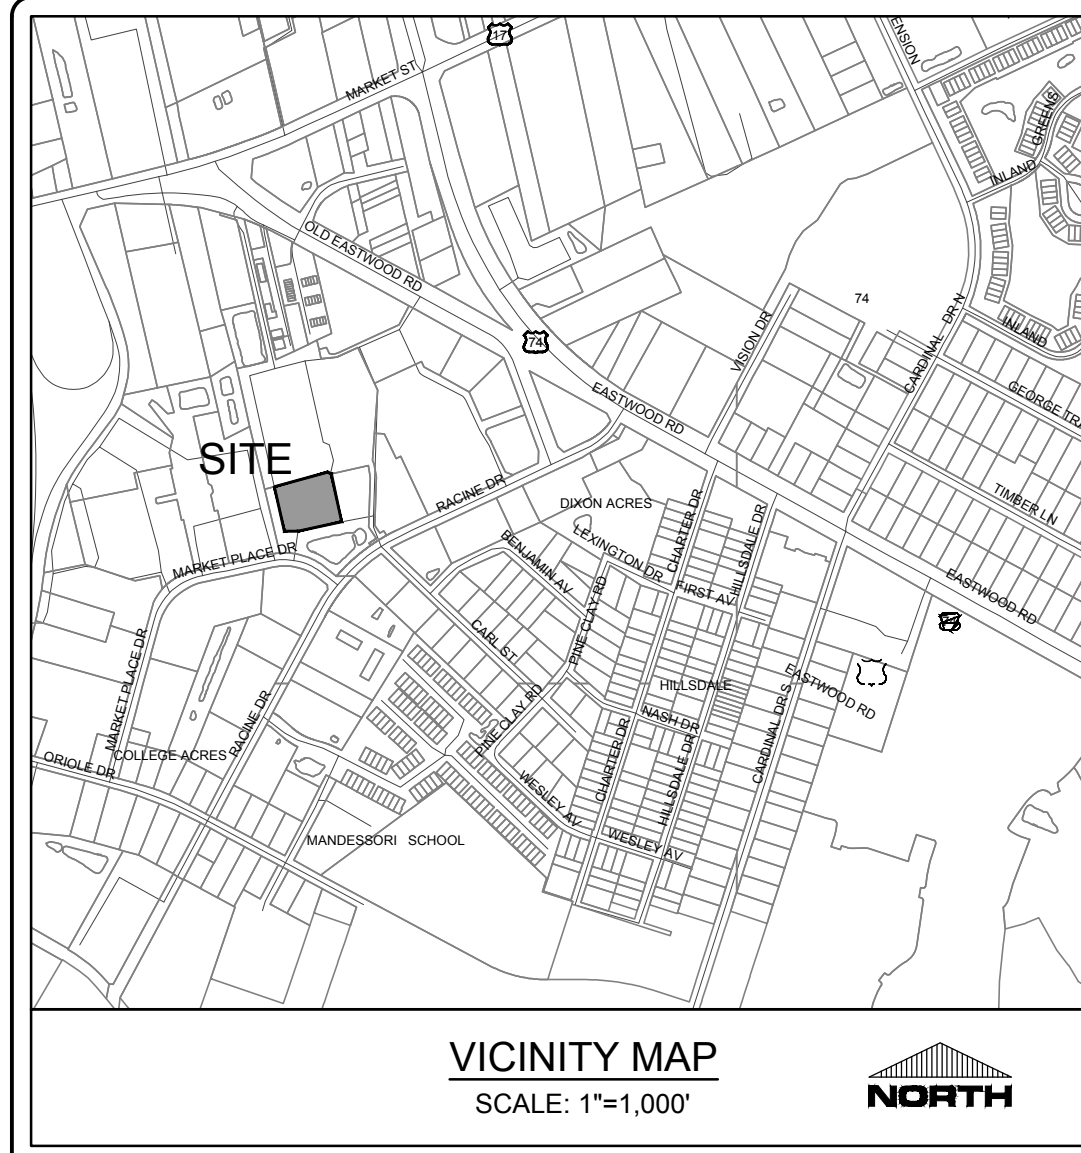 17
MARKET ST
ENSION
GREENS
INLAND
OLD EASTWOOD RD
74
CARDINAL DR N
INLAND
74
VISION DR
EASTWOOD RD
GEORGE TRA
SITE
RACINE DR
DIXON ACRES
TIMBER LN
CHARTER DR
HILLSDALE DR
BENJAMIN AV
LEXINGTON DR
MARKET PLACE DR
FIRST AV
EASTWOOD RD
PINE CLAY RD
CARL ST
MARKET PLACE DR
HILLSDALE
EASTWOOD RD
PINE CLAY RD
NASH DR
RACINE DR
CARDINAL DR S
COLLEGE ACRES
ORIOLE DR
CHARTER DR
HILLSDALE DR
WESLEY AV
WESLEY AV
MANDESSORI SCHOOL
VICINITY MAP
SCALE: 1"=1,000'
NORTH